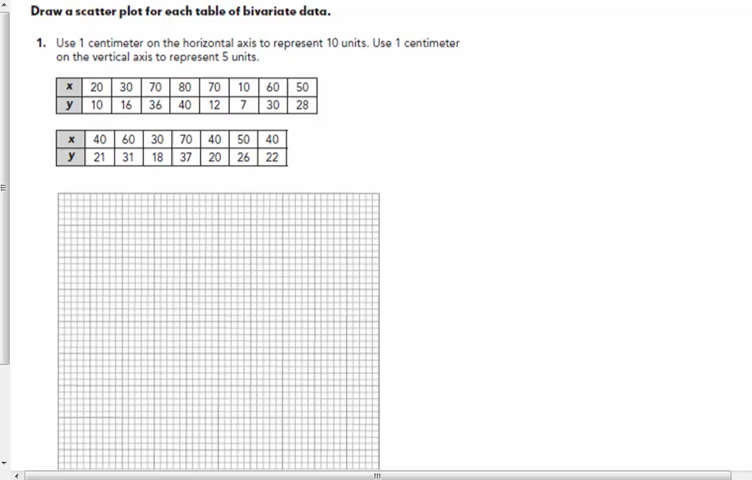 Draw a scatter plot for each table of bivariate data.
1. Use 1 centimeter on the horizontal axis to represent 10 units. Use 1 centimeter
on the vertical axis to represent 5 units.
x 20 30 70 80 70 10 60 50
y 10 16 36 40 12 7 30 28
x 40 60 30 70 40 50 40
y 21 31 18 37 20 26 22